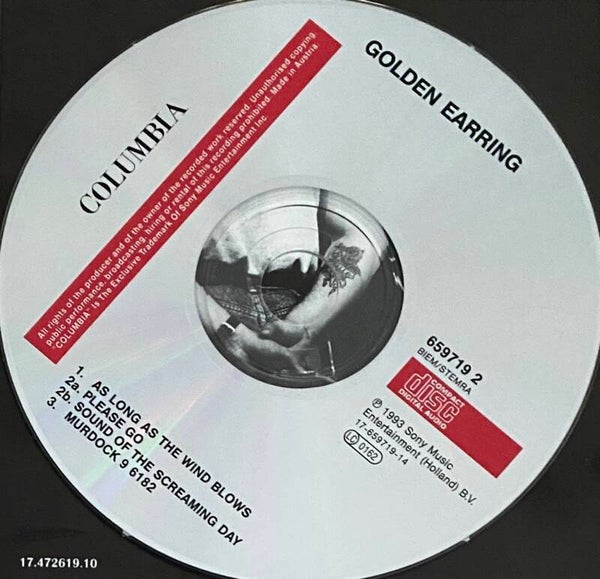 GOLDEN EARRING
COLUMBIA
All rights of the producer and of the owner of the recorded work reserved. Unauthorised copying,
public performance, broadcasting, hiring or rental of this recording prohibited. Made in Austria.
"COLUMBIA" Is The Exclusive Trademark Of Sony Music Entertainment Inc
659719 2
BIEM/STEMRA
COMPACT
disc
DIGITAL AUDIO
℗ 1993 Sony Music
Entertainment (Holland) B.V.
17-659719-14
LC 0162
1. AS LONG AS THE WIND BLOWS
2a. PLEASE GO
2b. SOUND OF THE SCREAMING DAY
3. MURDOCK 9 6182
17.472619.10